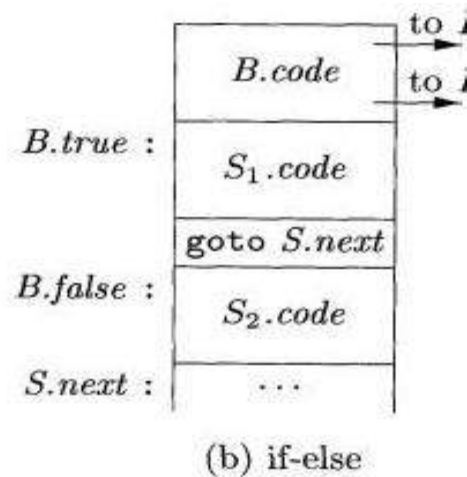 to
B.code
to
B.true :
S₁.code
goto S.next
B.false :
S₂.code
S.next :
...
(b) if-else